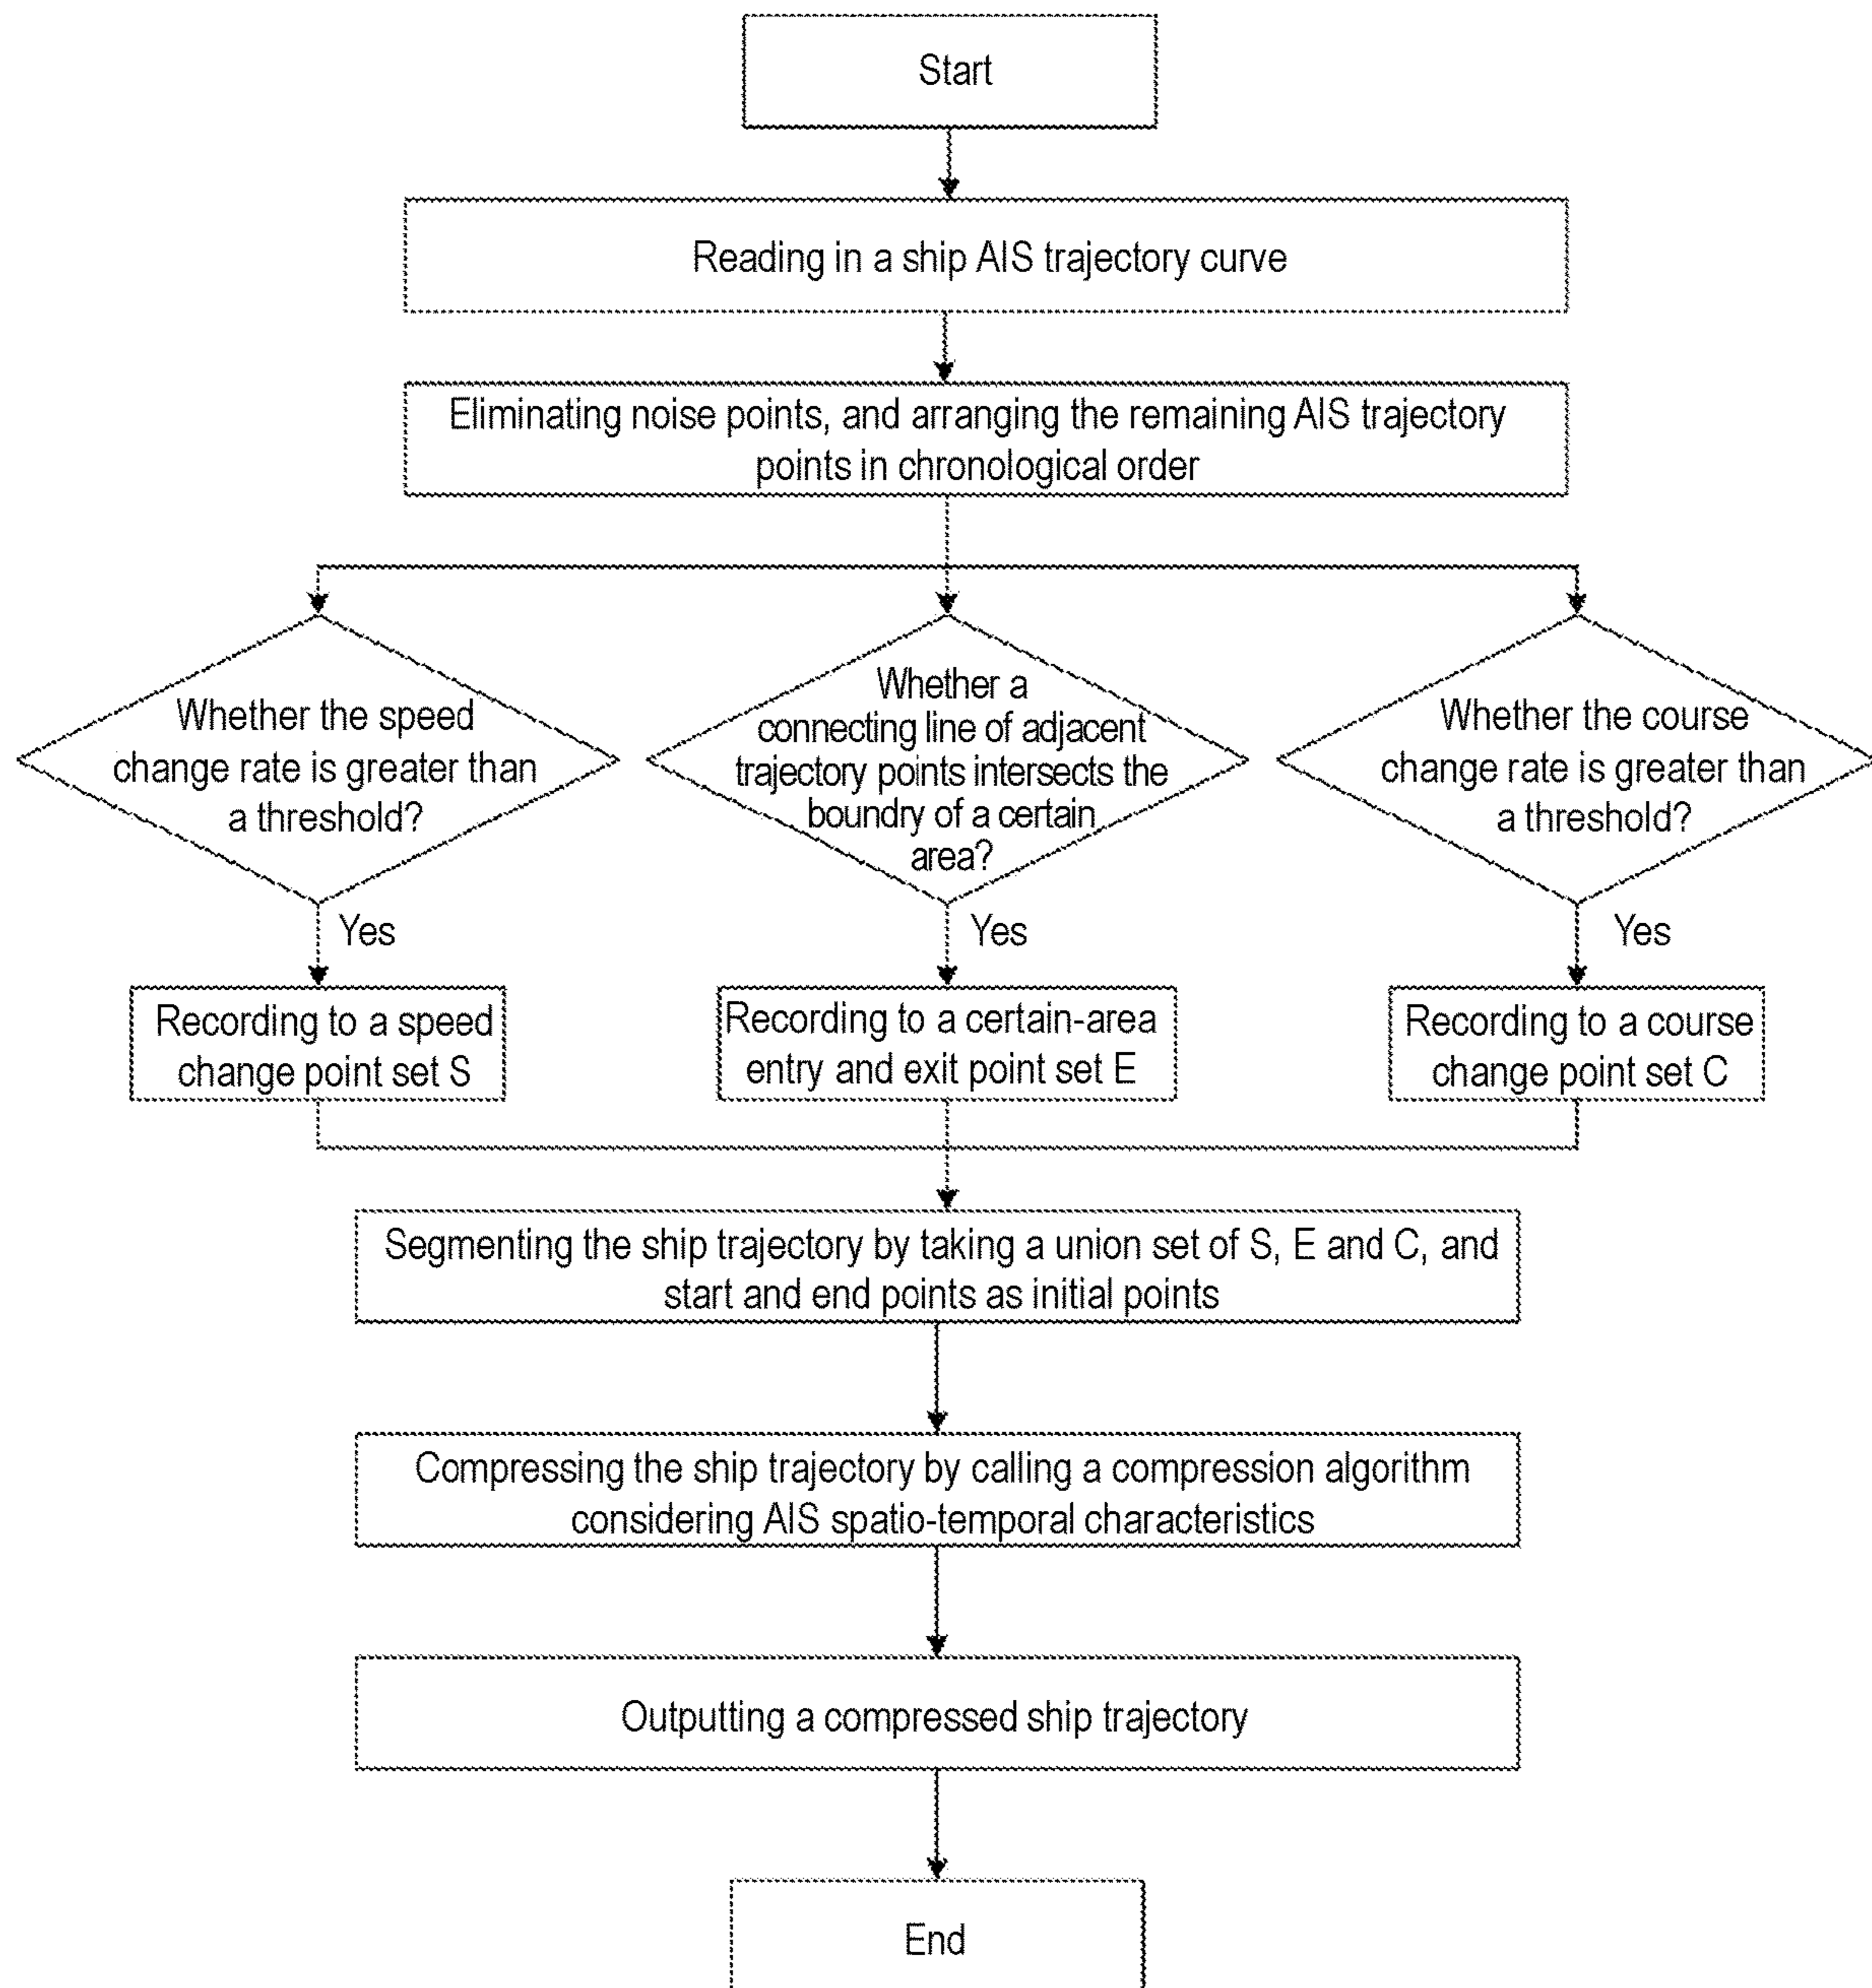 Start
Reading in a ship AIS trajectory curve
Eliminating noise points, and arranging the remaining AIS trajectory
points in chronological order
Whether the speed
change rate is greater than
a threshold?
Whether a
connecting line of adjacent
trajectory points intersects the
boundry of a certain
area?
Whether the course
change rate is greater than
a threshold?
Yes
Yes
Yes
Recording to a speed
change point set S
Recording to a certain-area
entry and exit point set E
Recording to a course
change point set C
Segmenting the ship trajectory by taking a union set of S, E and C, and
start and end points as initial points
Compressing the ship trajectory by calling a compression algorithm
considering AIS spatio-temporal characteristics
Outputting a compressed ship trajectory
End